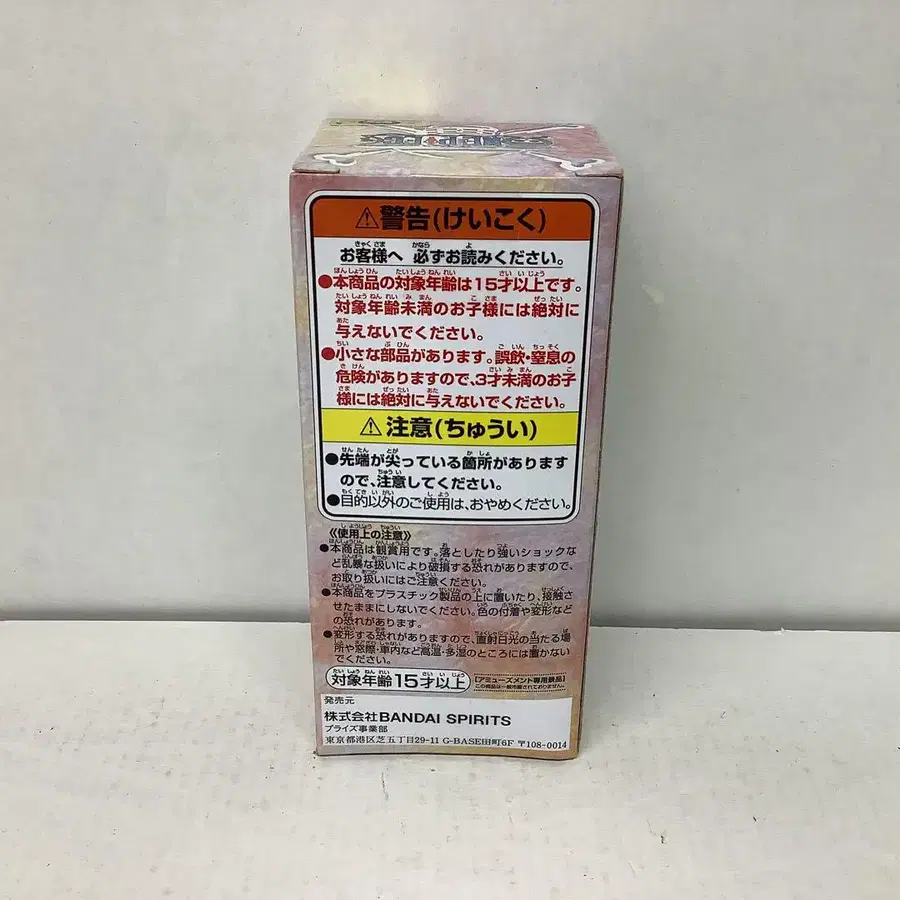 ⚠警告(けいこく)
お客様へ 必ずお読みください。
●本商品の対象年齢は15才以上です。
対象年齢未満のお子様には絶対に
与えないでください。
●小さな部品があります。誤飲・窒息の
危険がありますので、3才未満のお子
様には絶対に与えないでください。
⚠注意(ちゅうい)
●先端が尖っている箇所があります
ので、注意してください。
●目的以外のご使用は、おやめください。
《使用上の注意》
●本商品は観賞用です。落としたり強いショックな
ど乱暴な扱いにより破損する恐れがありますので、
お取り扱いにはご注意ください。
●本商品をプラスチック製品の上に置いたり、接触さ
せたままにしないでください。色の付着や変形など
の恐れがあります。
●変形する恐れがありますので、直射日光の当たる場
所や窓際・車内など高温・多湿のところには置かない
でください。
対象年齢15才以上
[アミューズメント専用景品]
この商品は一般市販されておりません。
発売元
株式会社BANDAI SPIRITS
プライズ事業部
東京都港区芝五丁目29-11 G-BASE田町6F 〒108-0014